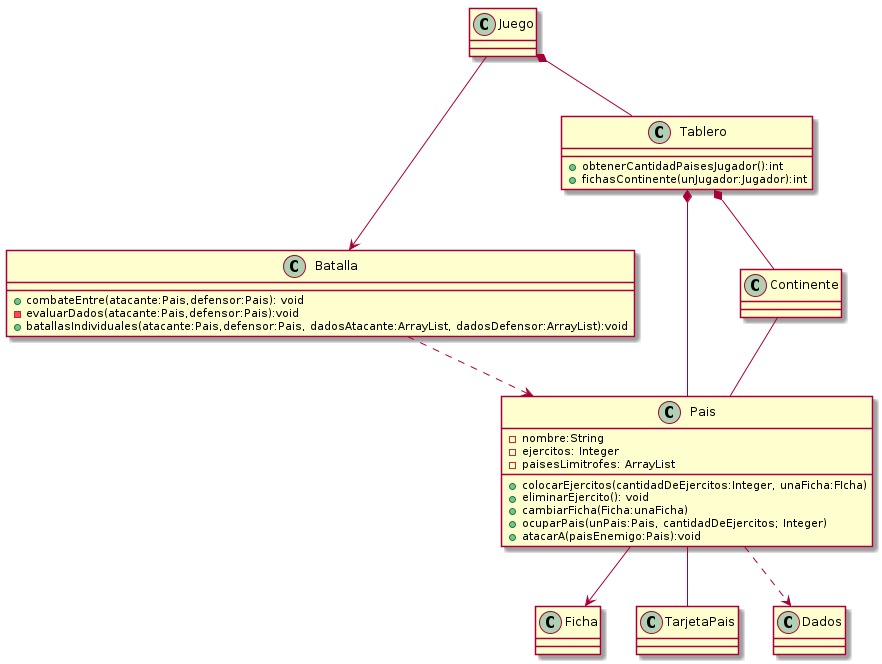 C Juego
C Tablero
obtenerCantidadPaisesJugador():int
fichasContinente(unJugador:Jugador):int
C Batalla
combateEntre(atacante:Pais,defensor:Pais): void
evaluarDados(atacante:Pais,defensor:Pais):void
batallasIndividuales(atacante:Pais,defensor:Pais, dadosAtacante:ArrayList, dadosDefensor:ArrayList):void
C Continente
C Pais
nombre:String
ejercitos: Integer
paisesLimitrofes: ArrayList
colocarEjercitos(cantidadDeEjercitos:Integer, unaFicha:FIcha)
eliminarEjercito(): void
cambiarFicha(Ficha:unaFicha)
ocuparPais(unPais:Pais, cantidadDeEjercitos; Integer)
atacarA(paisEnemigo:Pais):void
C Ficha
C TarjetaPais
C Dados